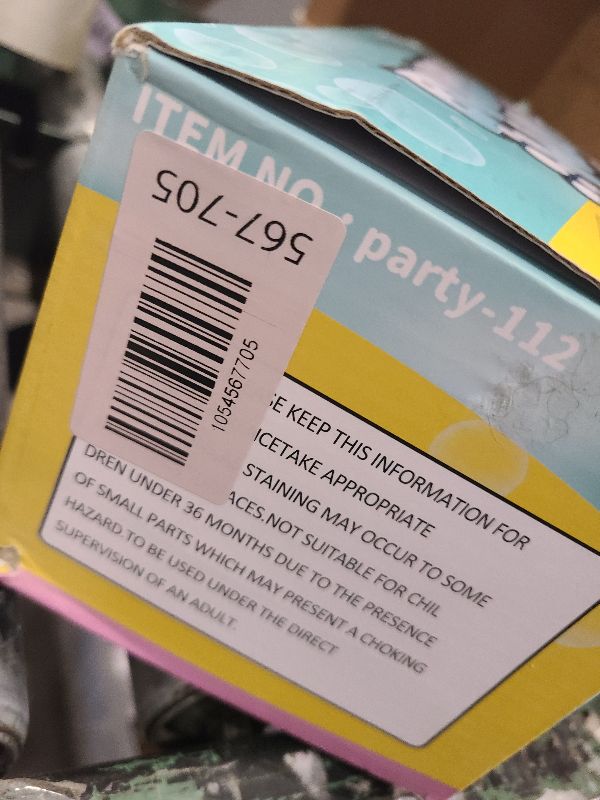 ITEM NO.: party-112
567-705
1054567705
SE KEEP THIS INFORMATION FOR
ICETAKE APPROPRIATE
STAINING MAY OCCUR TO SOME
ACES.NOT SUITABLE FOR CHIL
DREN UNDER 36 MONTHS DUE TO THE PRESENCE
OF SMALL PARTS WHICH MAY PRESENT A CHOKING
HAZARD.TO BE USED UNDER THE DIRECT
SUPERVISION OF AN ADULT.